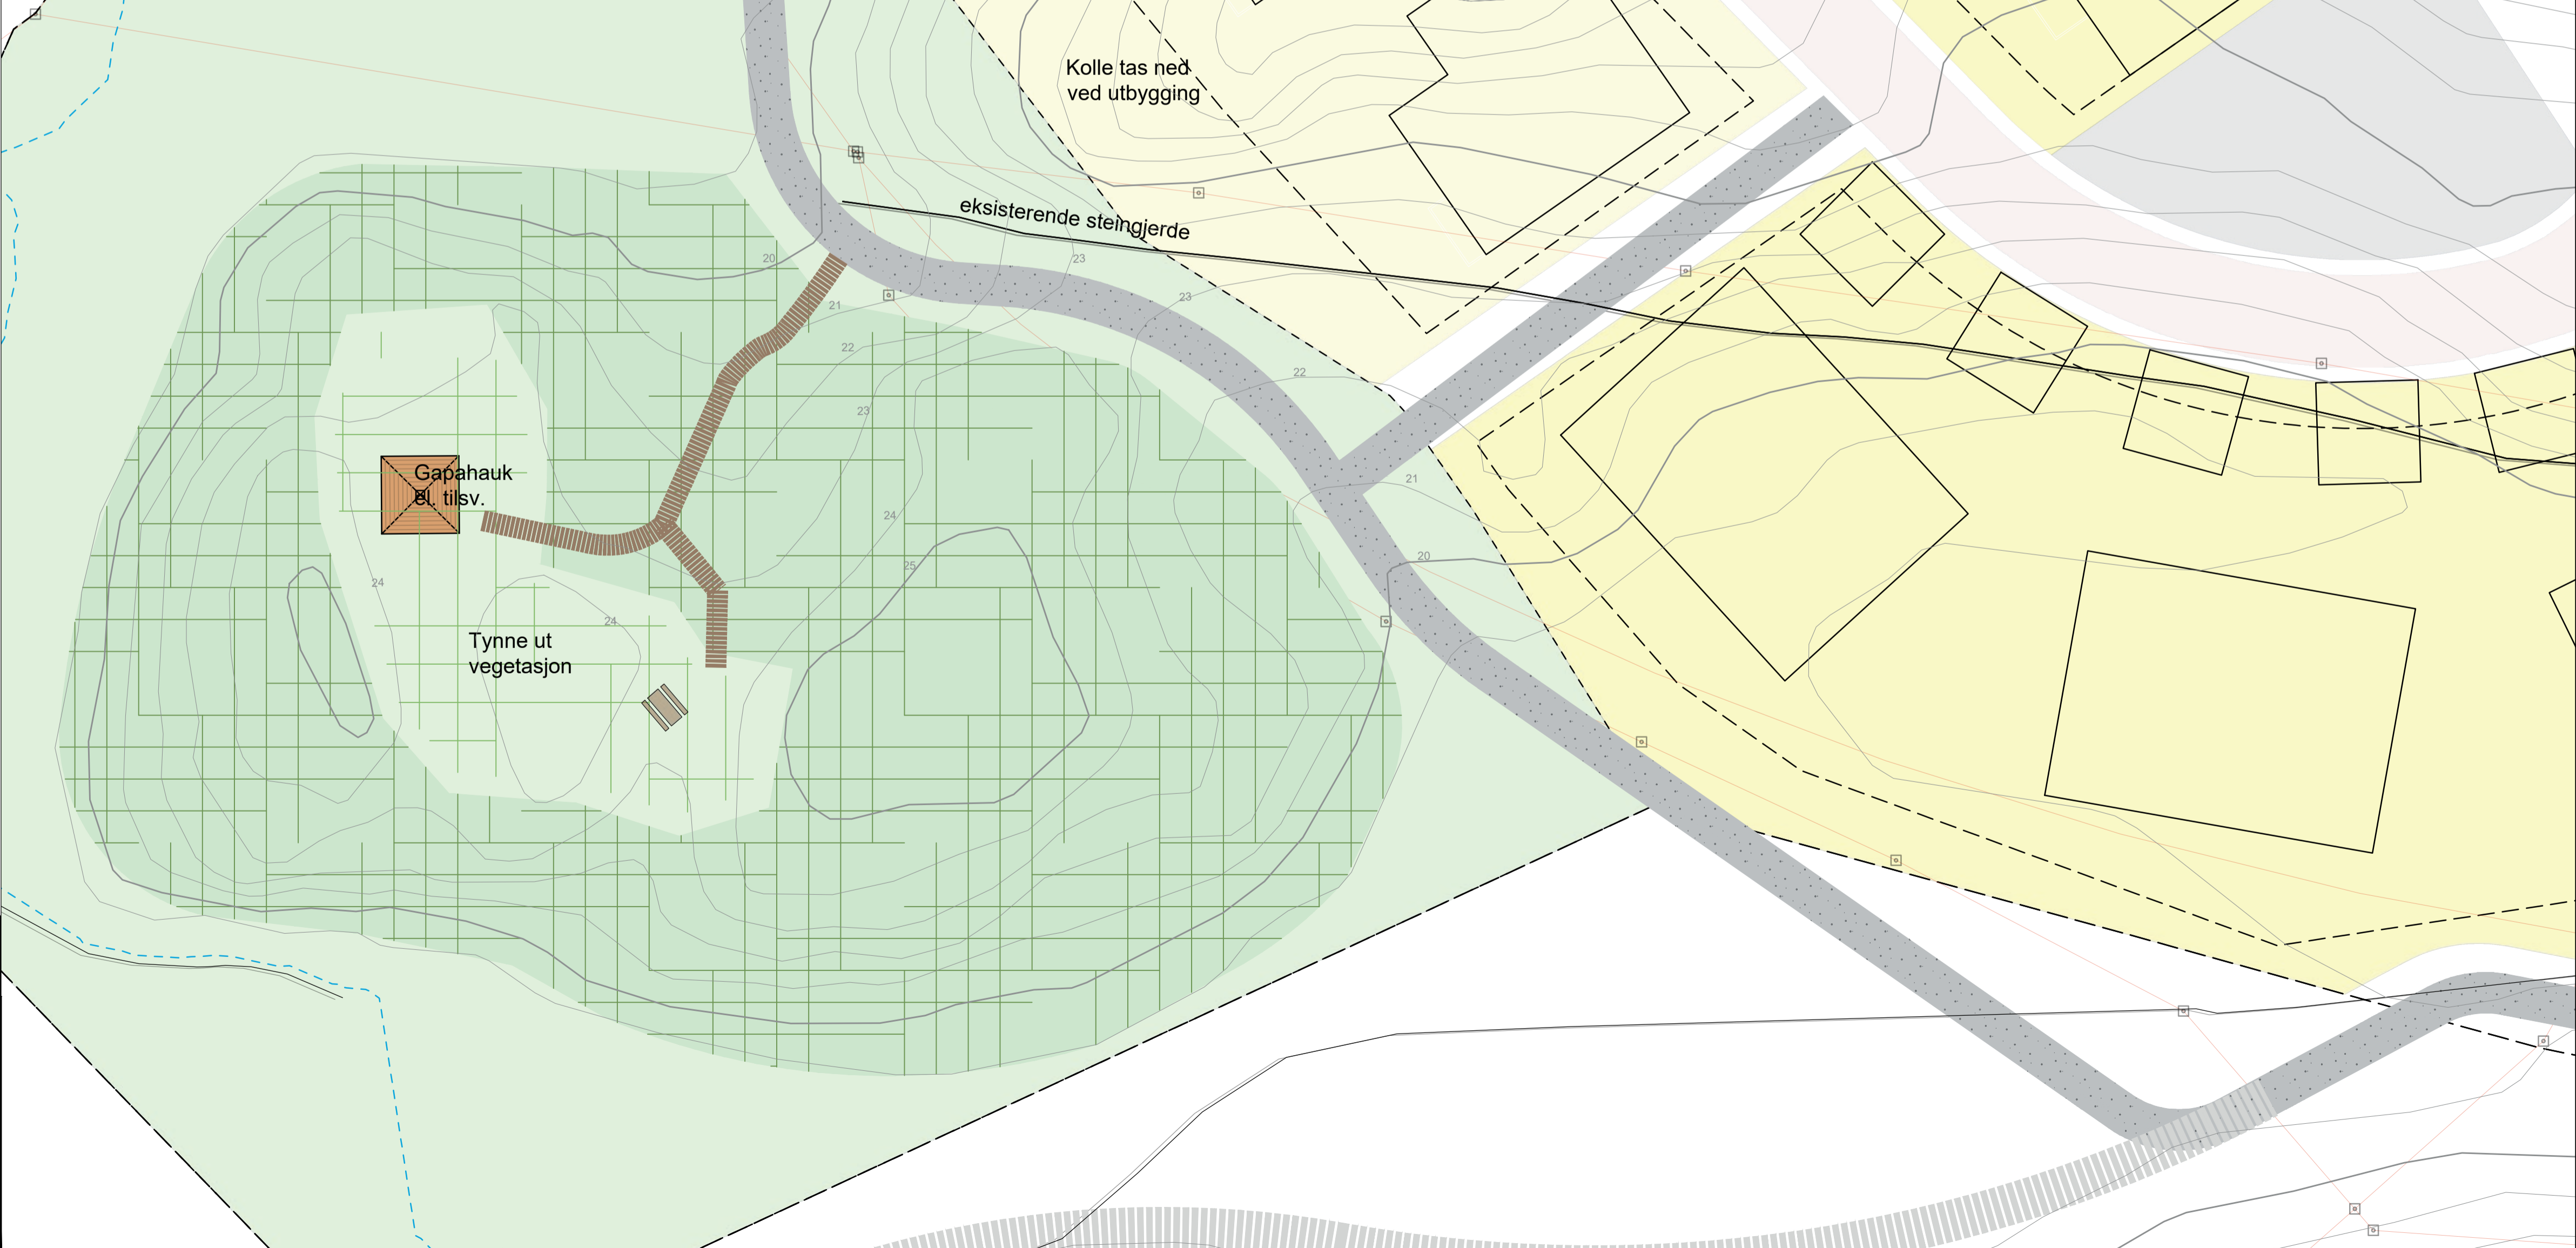 Kolle tas ned
ved utbygging
eksisterende steingjerde
20
23
21
23
22
22
23
Gapahauk
el. tilsv.
21
24
20
25
24
24
Tynne ut
vegetasjon